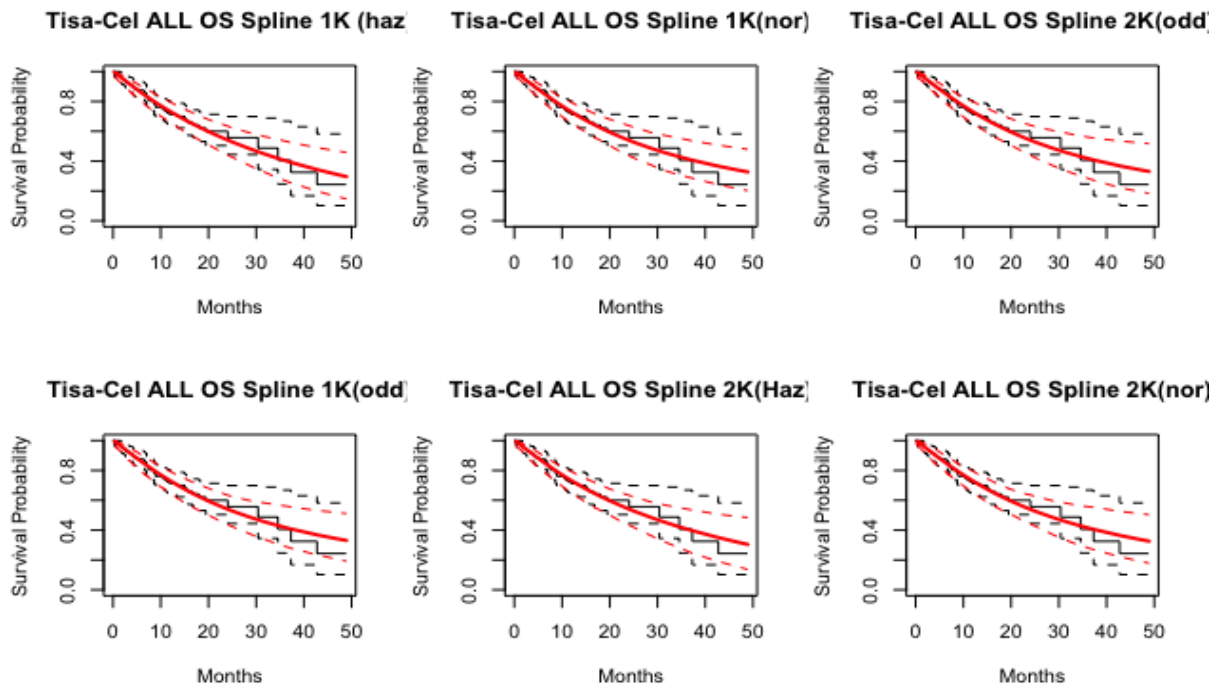 Tisa-Cel ALL OS Spline 1K (haz)
Survival Probability
0.0 0.4 0.8
0 10 20 30 40 50
Months
Tisa-Cel ALL OS Spline 1K(nor)
Survival Probability
0.0 0.4 0.8
0 10 20 30 40 50
Months
Tisa-Cel ALL OS Spline 2K(odd)
Survival Probability
0.0 0.4 0.8
0 10 20 30 40 50
Months
Tisa-Cel ALL OS Spline 1K(odd)
Survival Probability
0.0 0.4 0.8
0 10 20 30 40 50
Months
Tisa-Cel ALL OS Spline 2K(Haz)
Survival Probability
0.0 0.4 0.8
0 10 20 30 40 50
Months
Tisa-Cel ALL OS Spline 2K(nor)
Survival Probability
0.0 0.4 0.8
0 10 20 30 40 50
Months